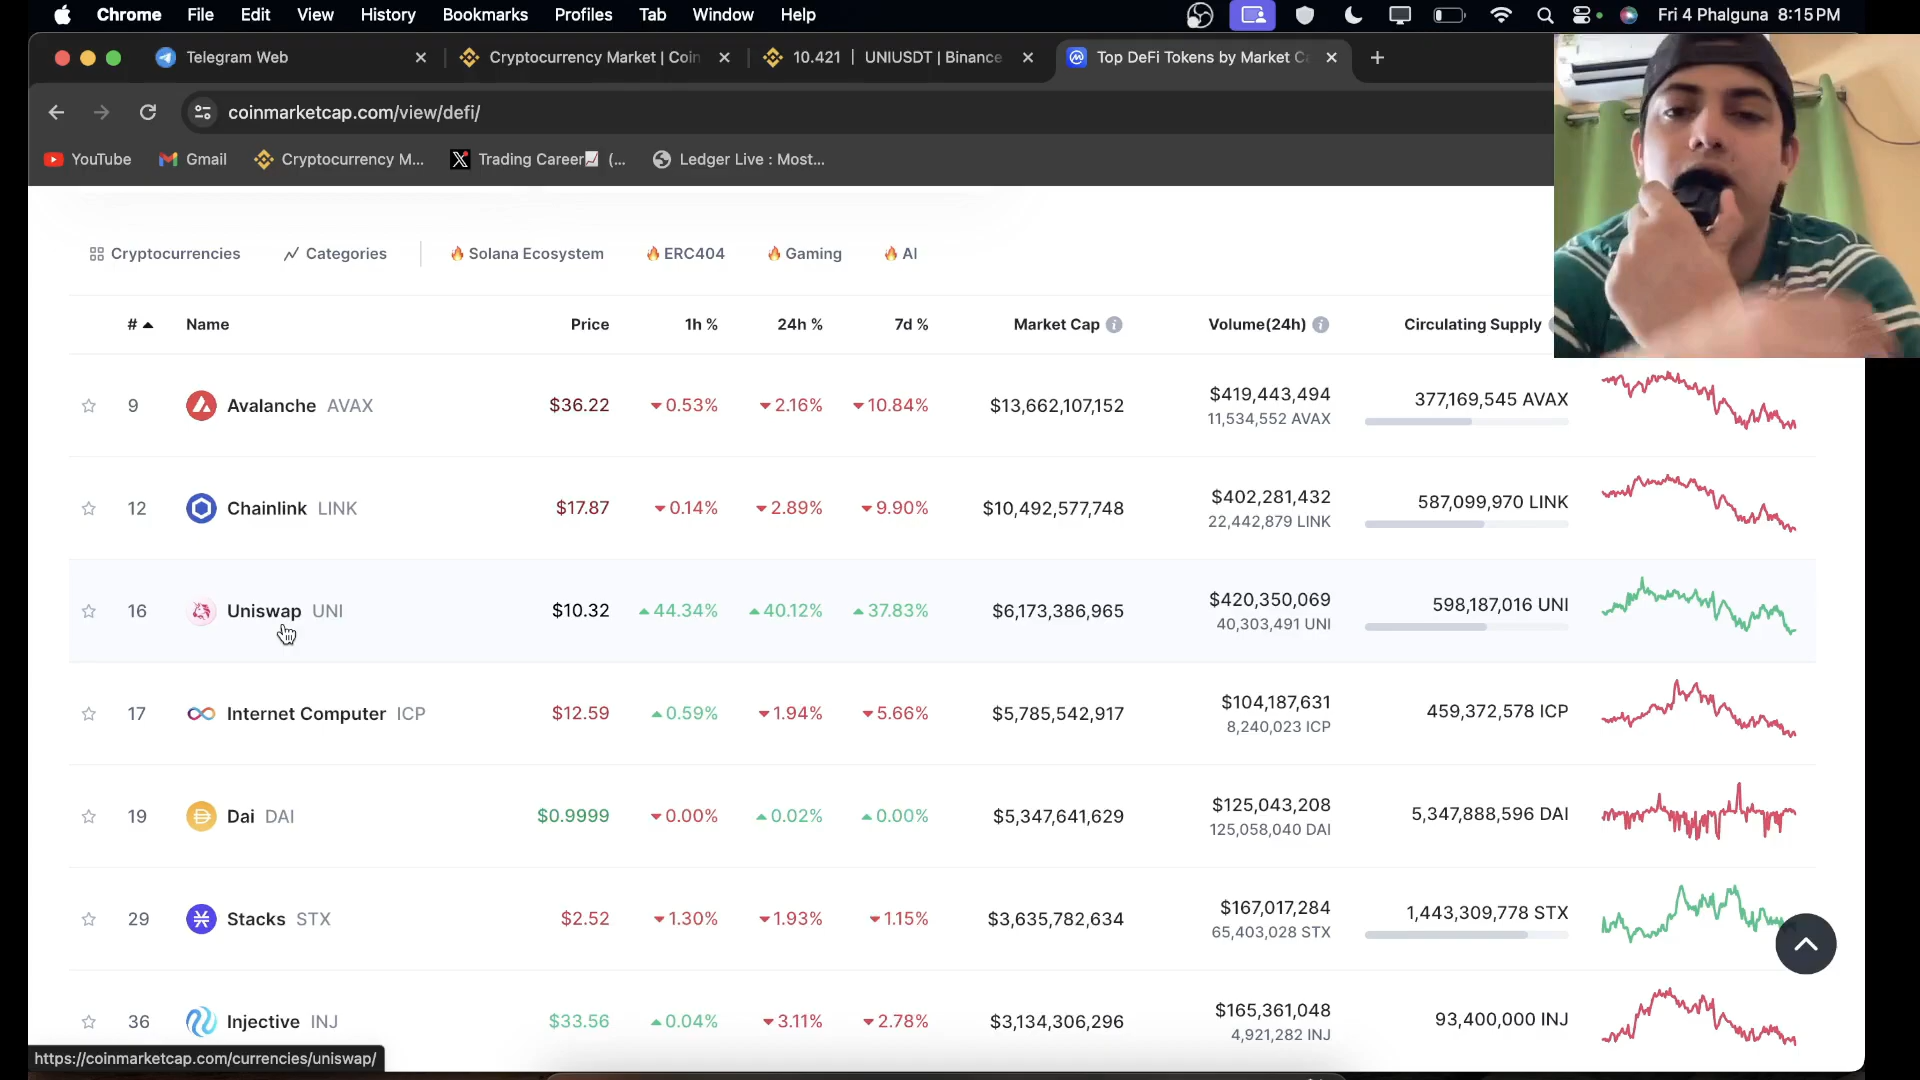 Chrome File Edit View History Bookmarks Profiles Tab Window Help Fri 4 Phalguna 8:15 PM
Telegram Web Cryptocurrency Market | Coin 10.421 | UNIUSDT | Binance Top DeFi Tokens by Market C
coinmarketcap.com/view/defi/
YouTube Gmail Cryptocurrency M... Trading Career (... Ledger Live : Most...
Cryptocurrencies Categories Solana Ecosystem ERC404 Gaming AI
# Name Price 1h % 24h % 7d % Market Cap Volume(24h) Circulating Supply
9 Avalanche AVAX $36.22 0.53% 2.16% 10.84% $13,662,107,152 $419,443,494 377,169,545 AVAX
11,534,552 AVAX
12 Chainlink LINK $17.87 0.14% 2.89% 9.90% $10,492,577,748 $402,281,432 587,099,970 LINK
22,442,879 LINK
16 Uniswap UNI $10.32 44.34% 40.12% 37.83% $6,173,386,965 $420,350,069 598,187,016 UNI
40,303,491 UNI
17 Internet Computer ICP $12.59 0.59% 1.94% 5.66% $5,785,542,917 $104,187,631 459,372,578 ICP
8,240,023 ICP
19 Dai DAI $0.9999 0.00% 0.02% 0.00% $5,347,641,629 $125,043,208 5,347,888,596 DAI
125,058,040 DAI
29 Stacks STX $2.52 1.30% 1.93% 1.15% $3,635,782,634 $167,017,284 1,443,309,778 STX
65,403,028 STX
36 Injective INJ $33.56 0.04% 3.11% 2.78% $3,134,306,296 $165,361,048 93,400,000 INJ
4,921,282 INJ
https://coinmarketcap.com/currencies/uniswap/